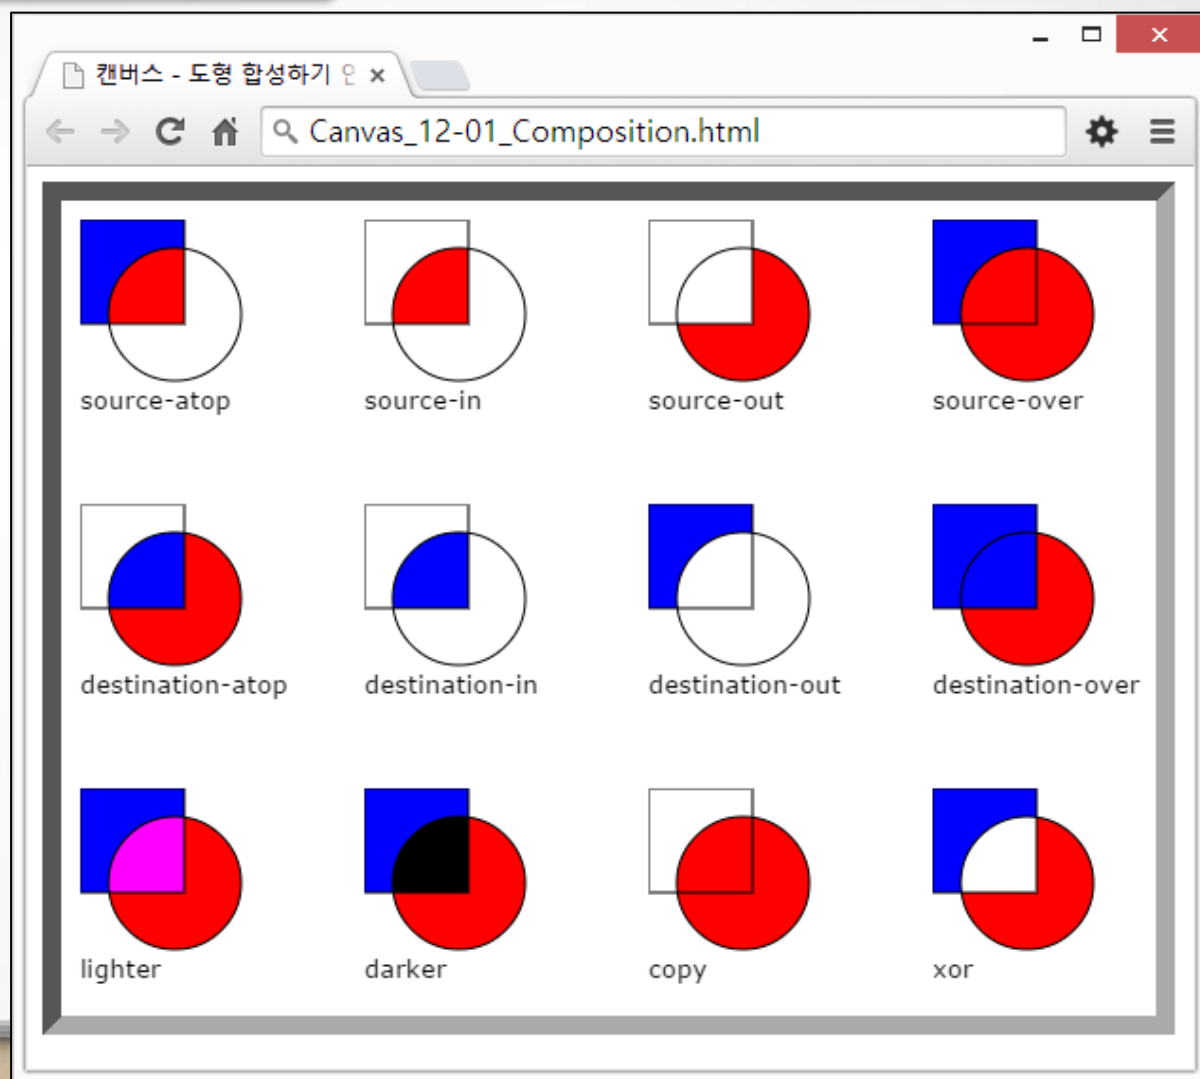 캔버스 - 도형 합성하기
Canvas_12-01_Composition.html
source-atop source-in source-out source-over
destination-atop destination-in destination-out destination-over
lighter darker copy xor